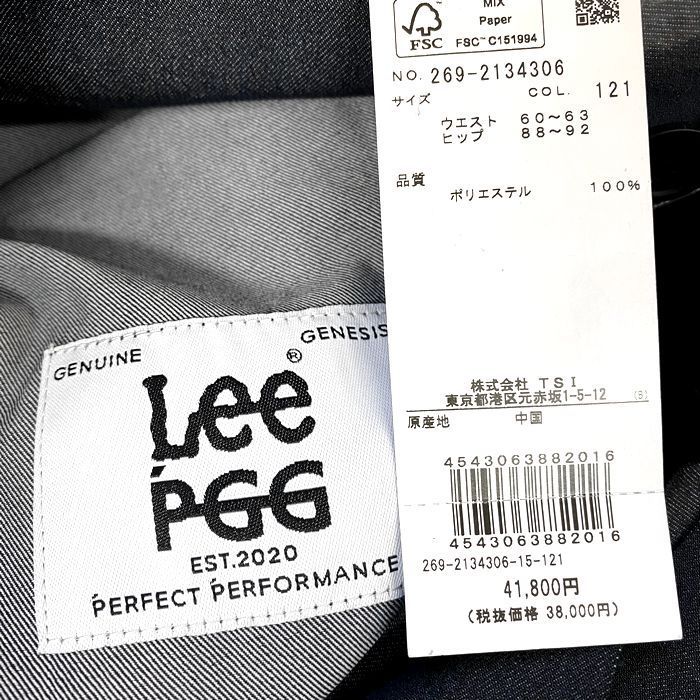 MIX
Paper
FSC
FSC™ C151994
NO. 269-2134306
サイズ
COL. 121
ウエスト 60～63
ヒップ 88～92
品質
ポリエステル 100%
株式会社 TSI
東京都港区元赤坂1-5-12 (B)
原産地 中国
4543063882016
4543063882016
269-2134306-15-121
41,800円
(税抜価格 38,000円)
GENUINE GENESIS
Lee®
PGG
EST.2020
PERFECT PERFORMANCE